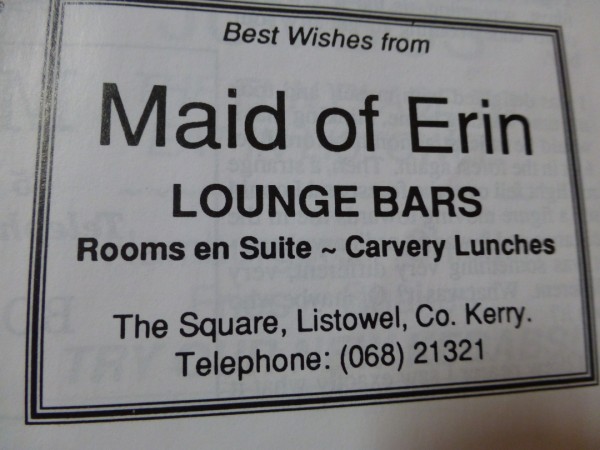 Best Wishes from
Maid of Erin
LOUNGE BARS
Rooms en Suite ~ Carvery Lunches
The Square, Listowel, Co. Kerry.
Telephone: (068) 21321